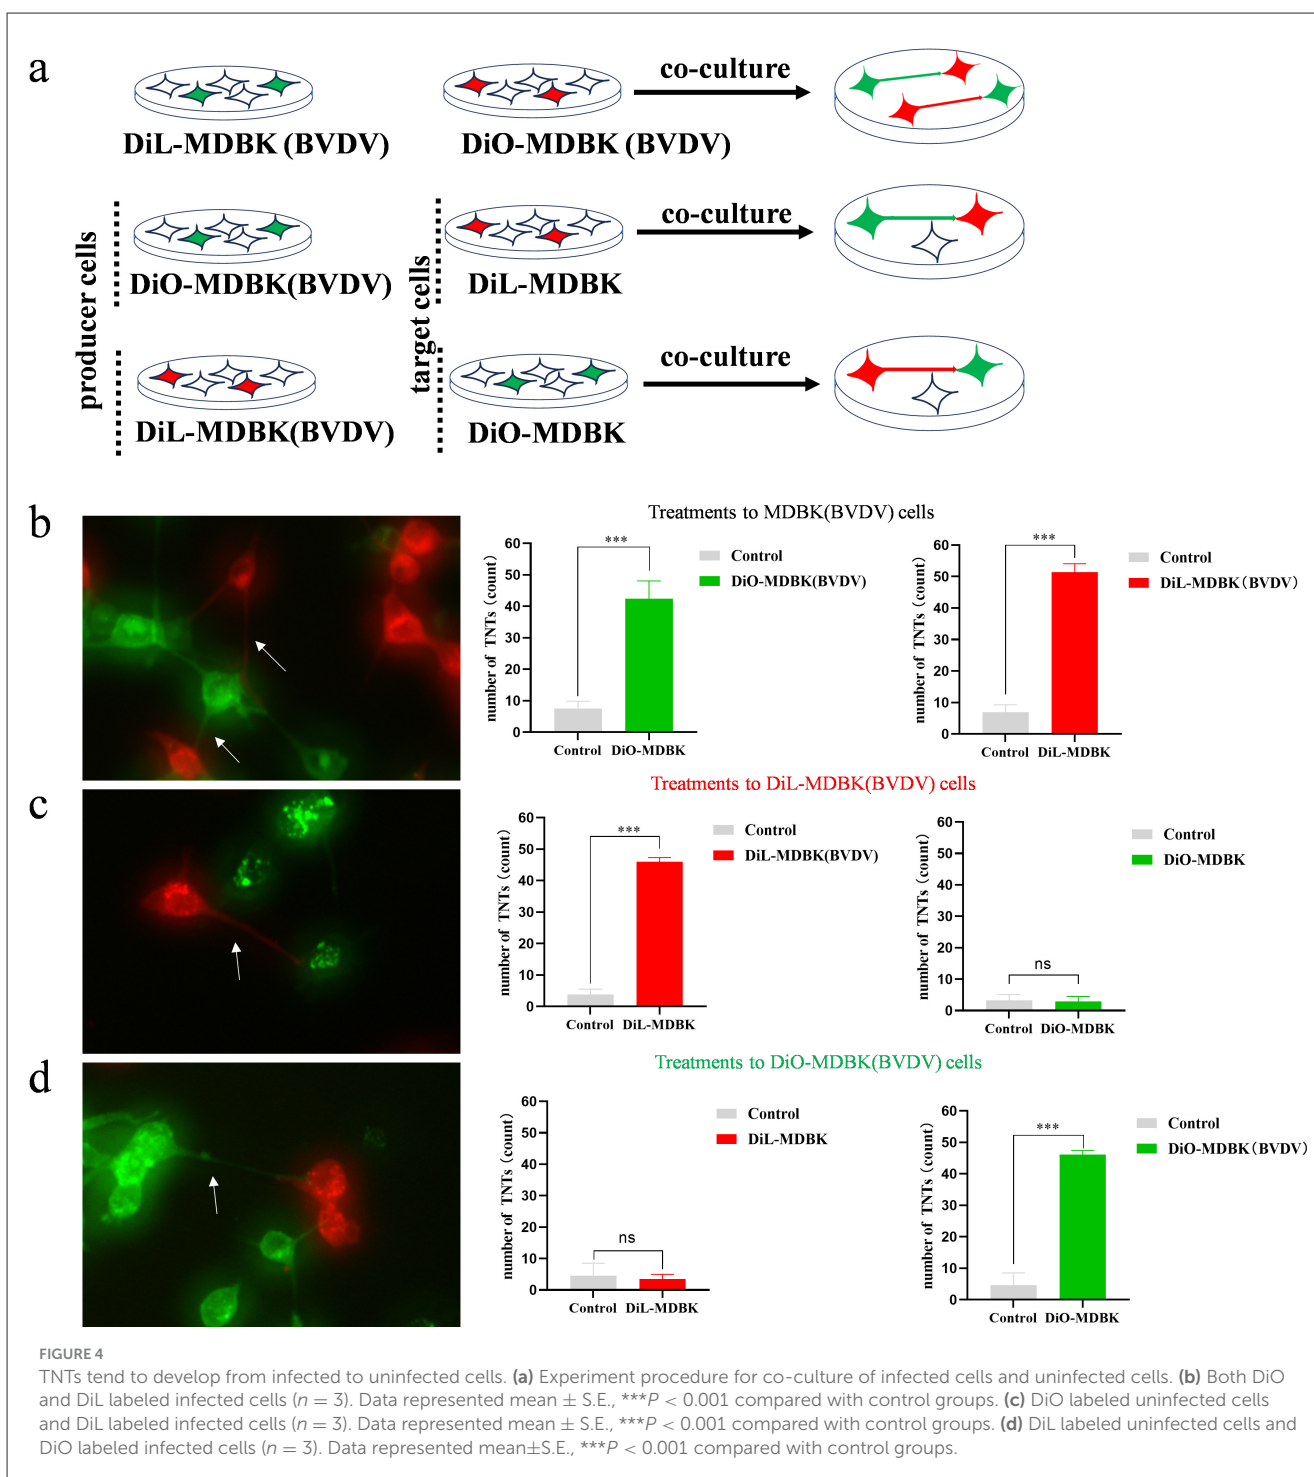 a
co-culture
DiL-MDBK (BVDV)
DiO-MDBK (BVDV)
producer cells
target cells
co-culture
DiO-MDBK(BVDV)
DiL-MDBK
co-culture
DiL-MDBK(BVDV)
DiO-MDBK
b
Treatments to MDBK(BVDV) cells
number of TNTs (count)
60
50
40
30
20
10
0
***
Control
DiO-MDBK
Control
DiO-MDBK(BVDV)
number of TNTs (count)
60
50
40
30
20
10
0
***
Control
DiL-MDBK
Control
DiL-MDBK(BVDV)
c
Treatments to DiL-MDBK(BVDV) cells
number of TNTs (count)
60
50
40
30
20
10
0
***
Control
DiL-MDBK
Control
DiL-MDBK(BVDV)
number of TNTs (count)
60
50
40
30
20
10
0
ns
Control
DiO-MDBK
Control
DiO-MDBK
d
Treatments to DiO-MDBK(BVDV) cells
number of TNTs (count)
60
50
40
30
20
10
0
ns
Control
DiL-MDBK
Control
DiL-MDBK
number of TNTs (count)
60
50
40
30
20
10
0
***
Control
DiO-MDBK
Control
DiO-MDBK(BVDV)
FIGURE 4
TNTs tend to develop from infected to uninfected cells. (a) Experiment procedure for co-culture of infected cells and uninfected cells. (b) Both DiO
and DiL labeled infected cells (n = 3). Data represented mean ± S.E., ***P < 0.001 compared with control groups. (c) DiO labeled uninfected cells
and DiL labeled infected cells (n = 3). Data represented mean ± S.E., ***P < 0.001 compared with control groups. (d) DiL labeled uninfected cells and
DiO labeled infected cells (n = 3). Data represented mean±S.E., ***P < 0.001 compared with control groups.